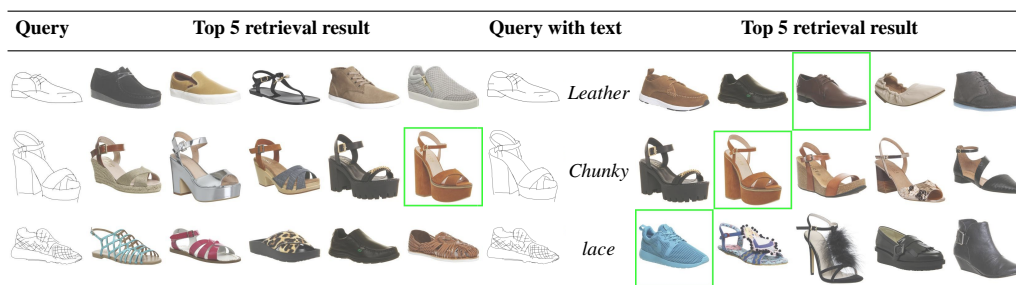 Query Top 5 retrieval result Query with text Top 5 retrieval result
Leather
Chunky
lace